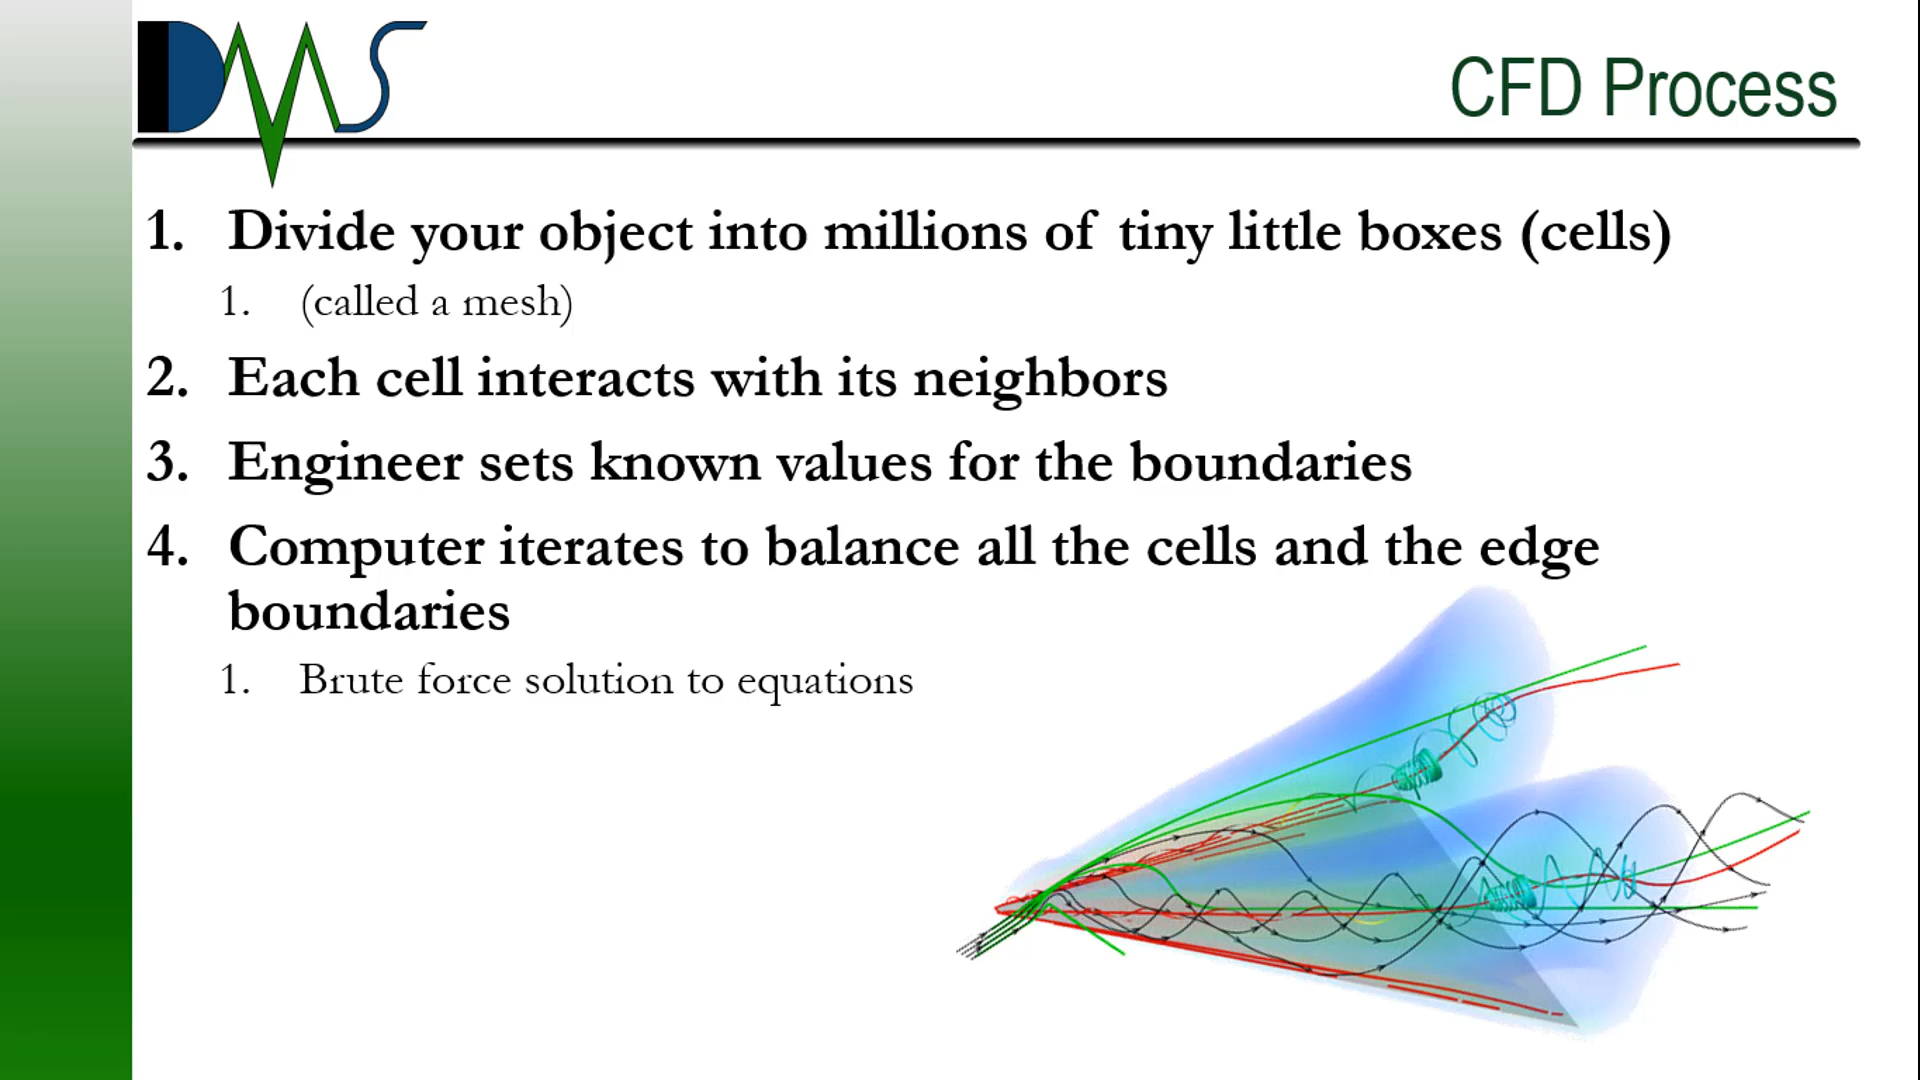 DMS
CFD Process
1. Divide your object into millions of tiny little boxes (cells)
1. (called a mesh)
2. Each cell interacts with its neighbors
3. Engineer sets known values for the boundaries
4. Computer iterates to balance all the cells and the edge
boundaries
1. Brute force solution to equations